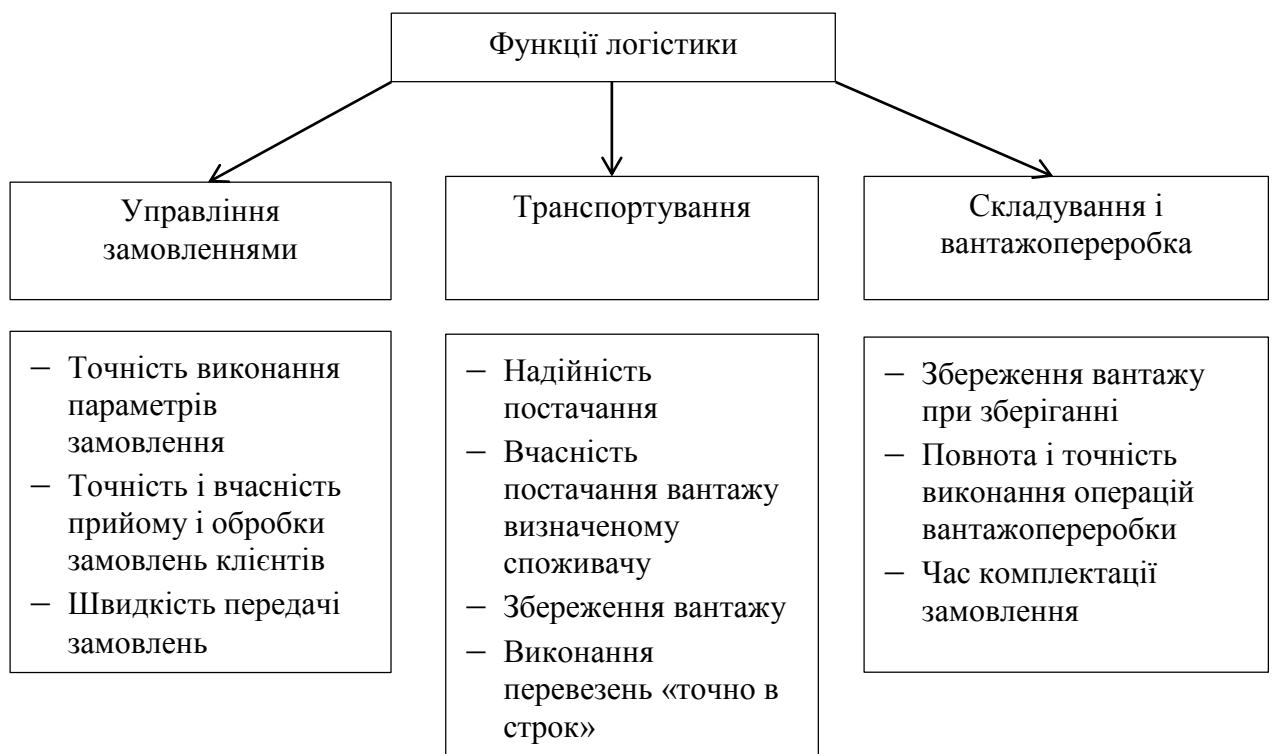 Функції логістики
Управління
замовленнями
Транспортування
Складування і
вантажопереробка
– Точність виконання
параметрів
замовлення
– Точність і вчасність
прийому і обробки
замовлень клієнтів
– Швидкість передачі
замовлень
– Надійність
постачання
– Вчасність
постачання вантажу
визначеному
споживачу
– Збереження вантажу
– Виконання
перевезень «точно в
строк»
– Збереження вантажу
при зберіганні
– Повнота і точність
виконання операцій
вантажопереробки
– Час комплектації
замовлення